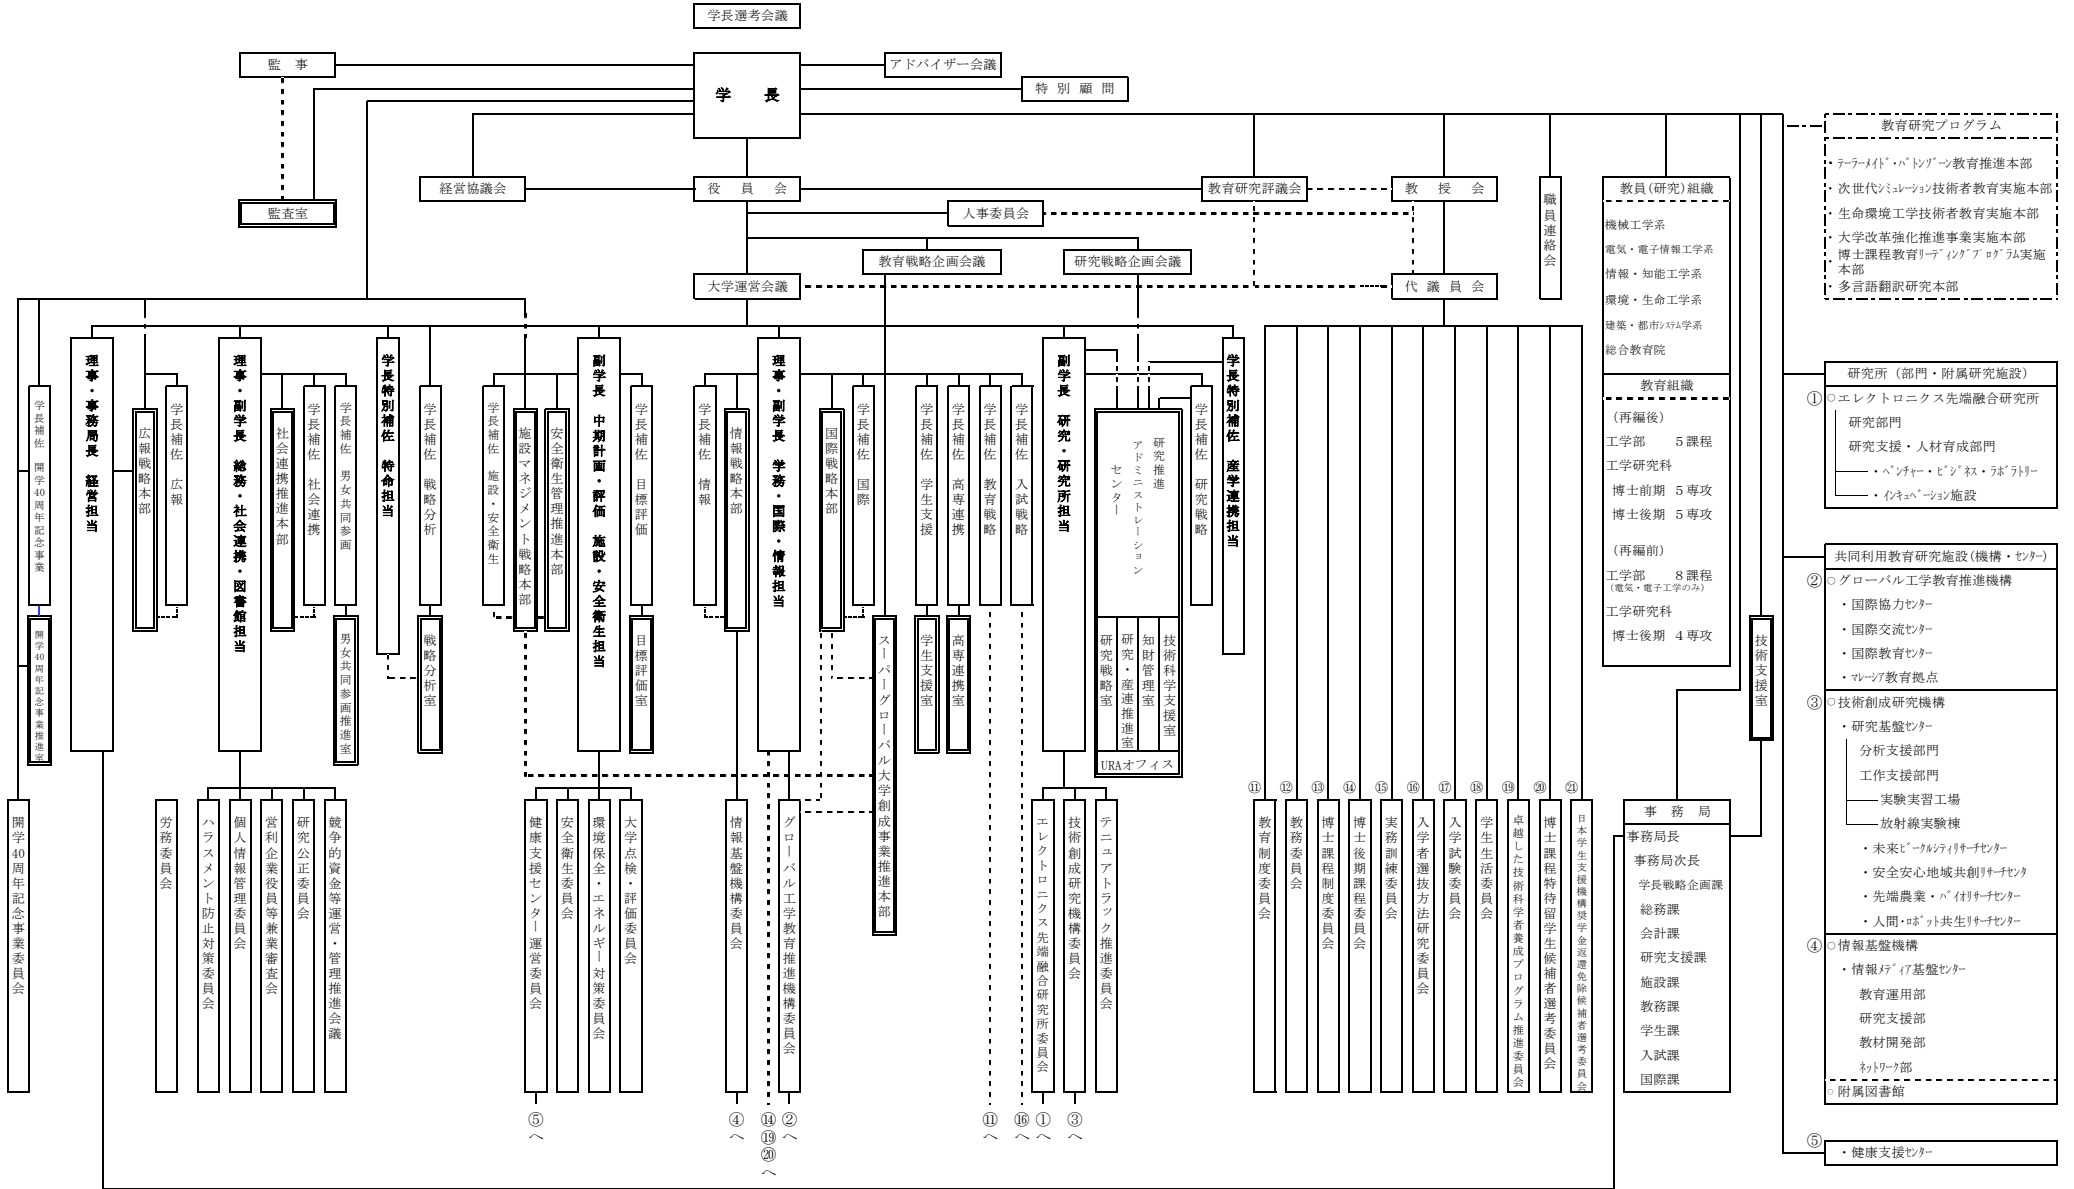 学長選考会議
監　事
学　長
アドバイザー会議
特 別 顧 問
監査室
経営協議会
役　員　会
教育研究評議会
教　授　会
人事委員会
教育戦略企画会議
研究戦略企画会議
大学運営会議
代 議 員 会
職員連絡会
教員(研究)組織
機械工学系
電気・電子情報工学系
情報・知能工学系
環境・生命工学系
建築・都市ｼｽﾃﾑ学系
総合教育院
教育組織
（再編後）
工学部　　５課程
工学研究科
博士前期　５専攻
博士後期　５専攻
（再編前）
工学部　　８課程
（電気・電子工学のみ）
工学研究科
博士後期　４専攻
教育研究プログラム
・ﾃｰﾗｰﾒｲﾄﾞ・ﾊﾞﾄﾝｿﾞｰﾝ教育推進本部
・次世代ｼﾐｭﾚｰｼｮﾝ技術者教育実施本部
・生命環境工学技術者教育実施本部
・大学改革強化推進事業実施本部
・博士課程教育ﾘｰﾃﾞｨﾝｸﾞﾌﾟﾛｸﾞﾗﾑ実施
本部
・多言語翻訳研究本部
学長補佐　開学40周年記念事業
理事・事務局長　経営担当
広報戦略本部
学長補佐　広報
理事・副学長　総務・社会連携・図書館担当
社会連携推進本部
学長補佐　社会連携
学長補佐　男女共同参画
学長特別補佐　特命担当
学長補佐　戦略分析
学長補佐　施設・安全衛生
施設マネジメント戦略本部
安全衛生管理推進本部
副学長　中期計画・評価　施設・安全衛生担当
学長補佐　目標評価
学長補佐　情報
情報戦略本部
理事・副学長　学務・国際・情報担当
国際戦略本部
学長補佐　国際
学長補佐　学生支援
学長補佐　高専連携
学長補佐　教育戦略
学長補佐　入試戦略
副学長　研究・研究所担当
研究推進
アドミニストレーション
センター
学長補佐　研究戦略
学長特別補佐　産学連携担当
開学40周年記念事業推進室
男女共同参画推進室
戦略分析室
目標評価室
スーパーグローバル大学創成事業推進本部
学生支援室
高専連携室
研究戦略室
研究・産連推進室
知財管理室
技術科学支援室
URAオフィス
技術支援室
開学40周年記念事業委員会
労務委員会
ハラスメント防止対策委員会
個人情報管理委員会
営利企業役員等兼業審査会
研究公正委員会
競争的資金等運営・管理推進会議
健康支援センター運営委員会
安全衛生委員会
環境保全・エネルギー対策委員会
大学点検・評価委員会
情報基盤機構委員会
グローバル工学教育推進機構委員会
エレクトロニクス先端融合研究所委員会
技術創成研究機構委員会
テニュアトラック推進委員会
⑪
教育制度委員会
⑫
教務委員会
⑬
博士課程制度委員会
⑭
博士後期課程委員会
⑮
実務訓練委員会
⑯
入学者選抜方法研究委員会
⑰
入学試験委員会
⑱
学生生活委員会
⑲
卓越した技術科学者養成プログラム推進委員会
⑳
博士課程特待留学生候補者選考委員会
㉑
日本学生支援機構奨学金返還免除候補者選考委員会
⑤へ
④へ
⑭⑲⑳へ
②へ
⑪へ
⑯へ
①へ
③へ
事　務　局
事務局長
事務局次長
学長戦略企画課
総務課
会計課
研究支援課
施設課
教務課
学生課
入試課
国際課
研究所（部門・附属研究施設）
①
○エレクトロニクス先端融合研究所
研究部門
研究支援・人材育成部門
・ﾍﾞﾝﾁｬｰ・ﾋﾞｼﾞﾈｽ・ﾗﾎﾞﾗﾄﾘｰ
・ｲﾝｷｭﾍﾞｰｼｮﾝ施設
共同利用教育研究施設(機構・ｾﾝﾀｰ)
②
○グローバル工学教育推進機構
・国際協力ｾﾝﾀｰ
・国際交流ｾﾝﾀｰ
・国際教育ｾﾝﾀｰ
・ﾏﾚｰｼｱ教育拠点
③
○技術創成研究機構
・研究基盤ｾﾝﾀｰ
分析支援部門
工作支援部門
実験実習工場
放射線実験棟
・未来ﾋﾞｰｸﾙｼﾃｨﾘｻｰﾁｾﾝﾀｰ
・安全安心地域共創ﾘｻｰﾁｾﾝﾀ
・先端農業・ﾊﾞｲｵﾘｻｰﾁｾﾝﾀｰ
・人間・ﾛﾎﾞｯﾄ共生ﾘｻｰﾁｾﾝﾀｰ
④
○情報基盤機構
・情報ﾒﾃﾞｨｱ基盤ｾﾝﾀｰ
教育運用部
研究支援部
教材開発部
ﾈｯﾄﾜｰｸ部
○附属図書館
⑤
・健康支援ｾﾝﾀｰ